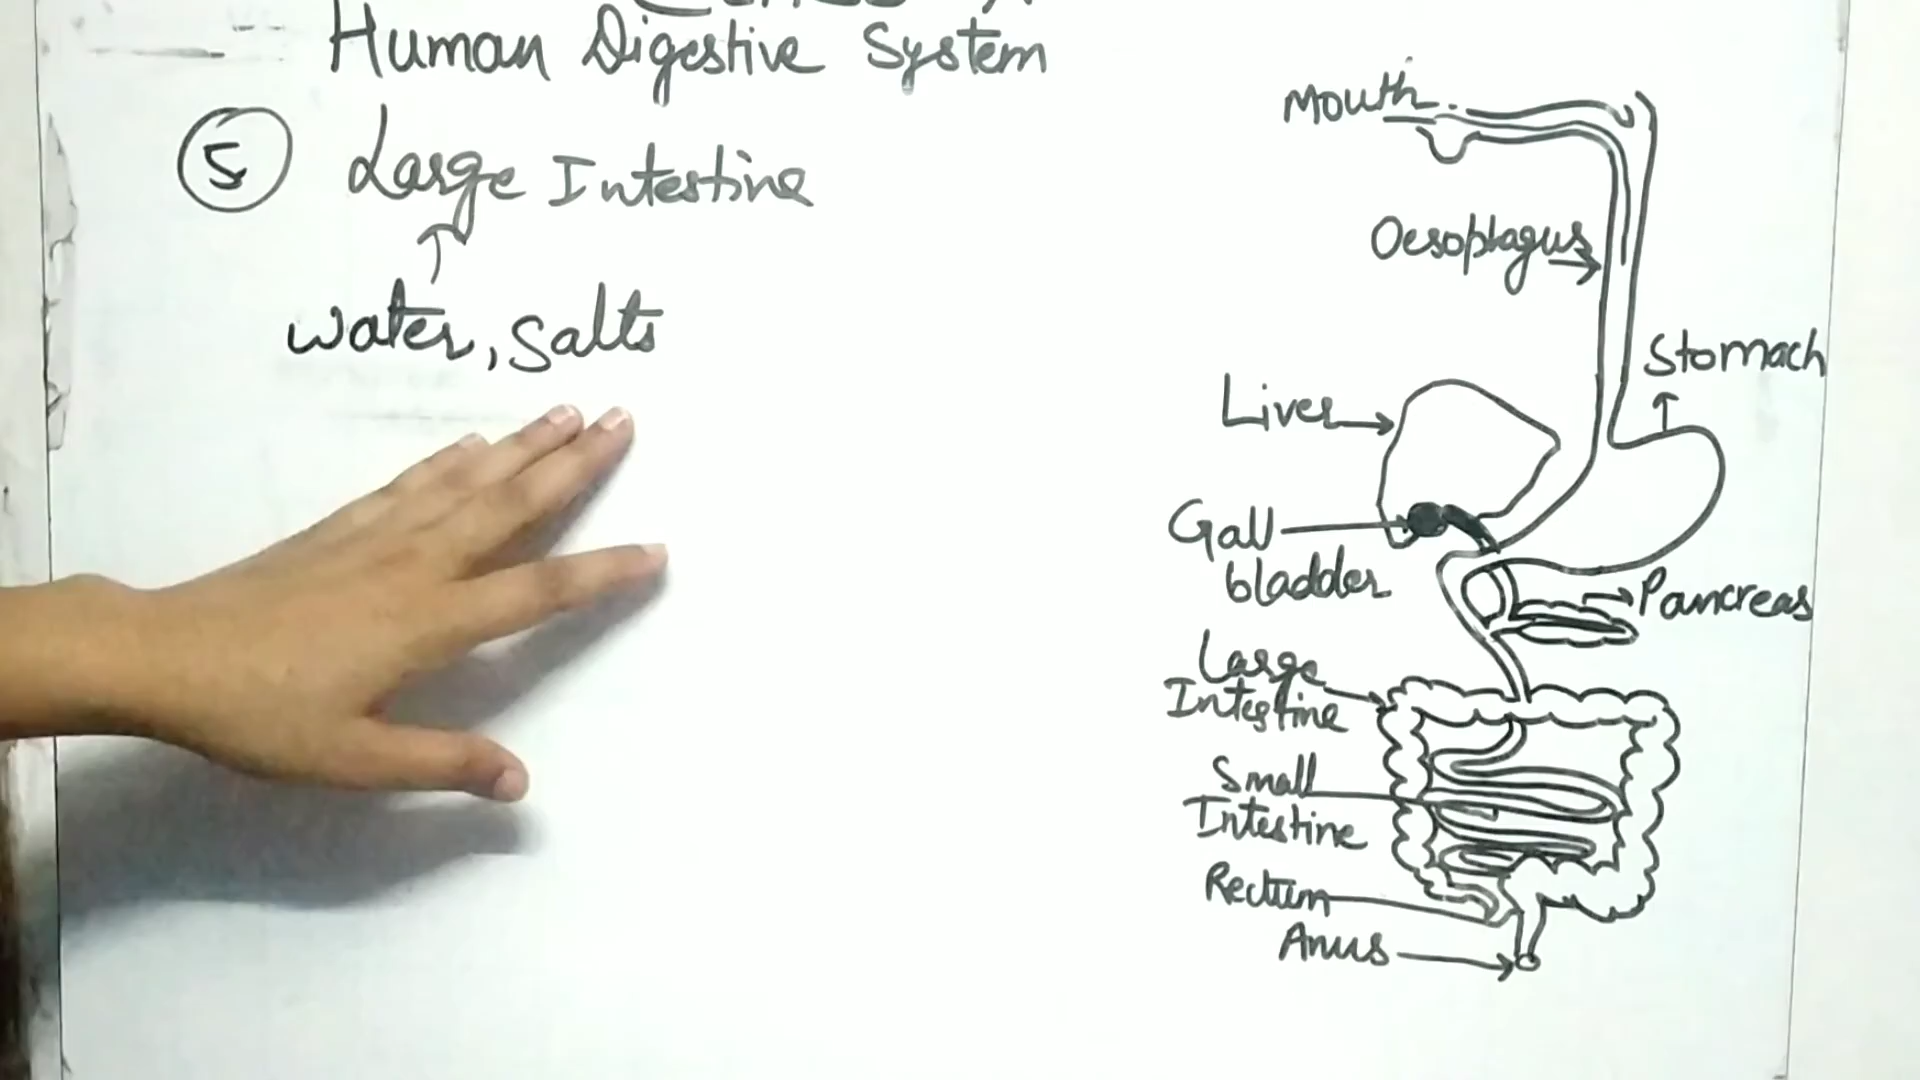 Human Digestive System
5 Large Intestine
water, salts
Mouth
Oesophagus
Stomach
Liver
Gall
bladder
Pancreas
Large
Intestine
Small
Intestine
Rectum
Anus